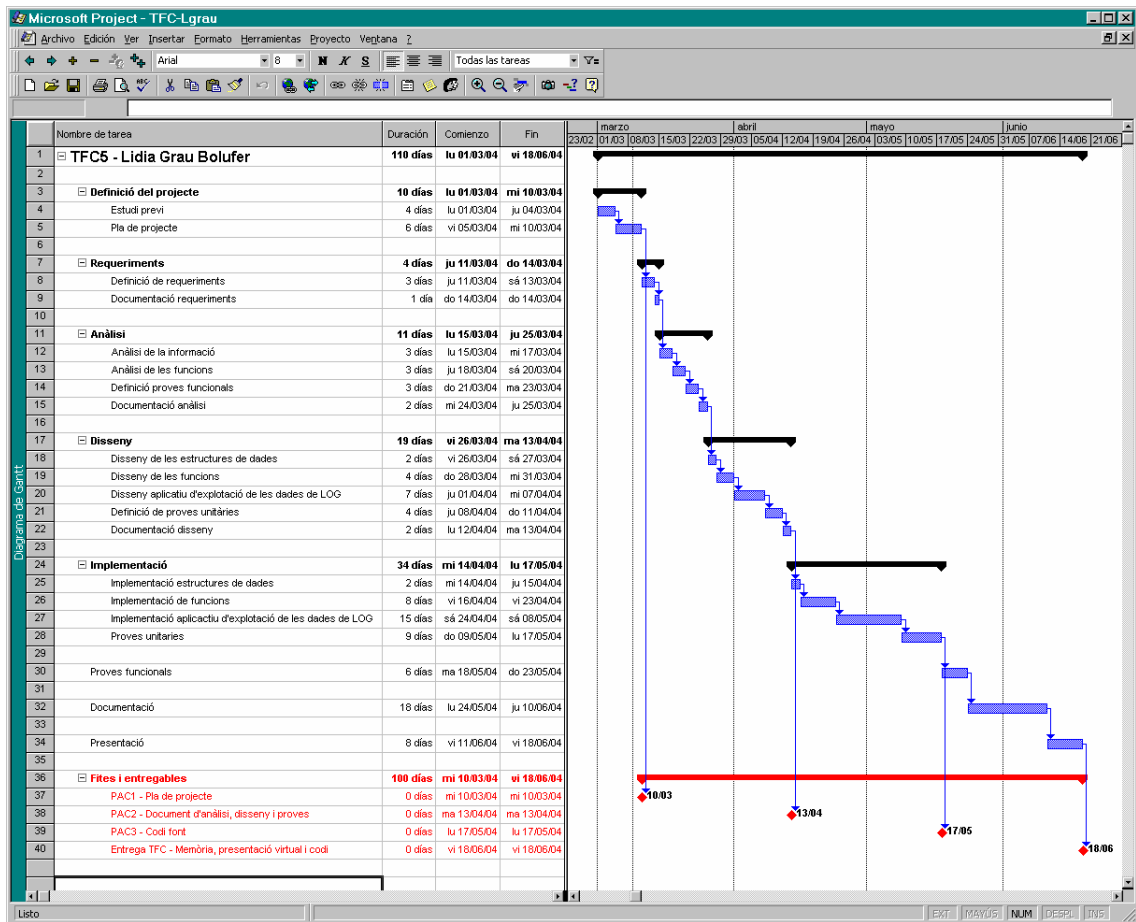 Microsoft Project - TFC-Lgrau
Archivo Edición Ver Insertar Formato Herramientas Proyecto Ventana ?
Arial 8 N K S Todas las tareas
Nombre de tarea Duración Comienzo Fin marzo abril mayo junio
23/02 01/03 08/03 15/03 22/03 29/03 05/04 12/04 19/04 26/04 03/05 10/05 17/05 24/05 31/05 07/06 14/06 21/06
1 TFC5 - Lidia Grau Bolufer 110 días lu 01/03/04 vi 18/06/04
2
3 Definició del projecte 10 días lu 01/03/04 mi 10/03/04
4 Estudi previ 4 días lu 01/03/04 ju 04/03/04
5 Pla de projecte 6 días vi 05/03/04 mi 10/03/04
6
7 Requeriments 4 días ju 11/03/04 do 14/03/04
8 Definició de requeriments 3 días ju 11/03/04 sá 13/03/04
9 Documentació requeriments 1 día do 14/03/04 do 14/03/04
10
11 Anàlisi 11 días lu 15/03/04 ju 25/03/04
12 Anàlisi de la informació 3 días lu 15/03/04 mi 17/03/04
13 Anàlisi de les funcions 3 días ju 18/03/04 sá 20/03/04
14 Definició proves funcionals 3 días do 21/03/04 ma 23/03/04
15 Documentació anàlisi 2 días mi 24/03/04 ju 25/03/04
16
17 Disseny 19 días vi 26/03/04 ma 13/04/04
18 Disseny de les estructures de dades 2 días vi 26/03/04 sá 27/03/04
19 Disseny de les funcions 4 días do 28/03/04 mi 31/03/04
20 Disseny aplicatiu d'explotació de les dades de LOG 7 días ju 01/04/04 mi 07/04/04
21 Definició de proves unitàries 4 días ju 08/04/04 do 11/04/04
22 Documentació disseny 2 días lu 12/04/04 ma 13/04/04
23
24 Implementació 34 días mi 14/04/04 lu 17/05/04
25 Implementació estructures de dades 2 días mi 14/04/04 ju 15/04/04
26 Implementació de funcions 8 días vi 16/04/04 vi 23/04/04
27 Implementació aplicactiu d'explotació de les dades de LOG 15 días sá 24/04/04 sá 08/05/04
28 Proves unitaries 9 días do 09/05/04 lu 17/05/04
29
30 Proves funcionals 6 días ma 18/05/04 do 23/05/04
31
32 Documentació 18 días lu 24/05/04 ju 10/06/04
33
34 Presentació 8 días vi 11/06/04 vi 18/06/04
35
36 Fites i entregables 100 días mi 10/03/04 vi 18/06/04
37 PAC1 - Pla de projecte 0 días mi 10/03/04 mi 10/03/04 10/03
38 PAC2 - Document d'anàlisi, disseny i proves 0 días ma 13/04/04 ma 13/04/04 13/04
39 PAC3 - Codi font 0 días lu 17/05/04 lu 17/05/04 17/05
40 Entrega TFC - Memòria, presentació virtual i codi 0 días vi 18/06/04 vi 18/06/04 18/06
Diagrama de Gantt
Listo EXT MAYÚS NUM DESPL INS